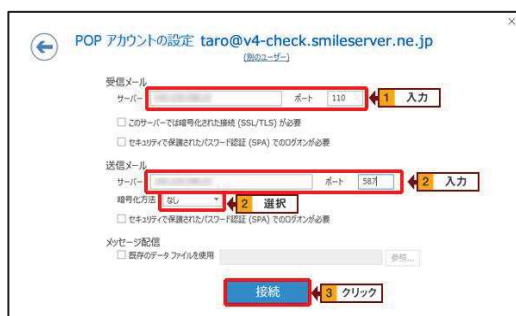 ×
POP アカウントの設定 taro@v4-check.smileserver.ne.jp
(別のユーザー)
受信メール
サーバー ポート 110 1 入力
このサーバーでは暗号化された接続 (SSL/TLS) が必要
セキュリティで保護されたパスワード認証 (SPA) でのログオンが必要
送信メール
サーバー ポート 587 2 入力
暗号化方法 なし 2 選択
セキュリティで保護されたパスワード認証 (SPA) でのログオンが必要
メッセージ配信
既存のデータ ファイルを使用 参照...
接続 3 クリック